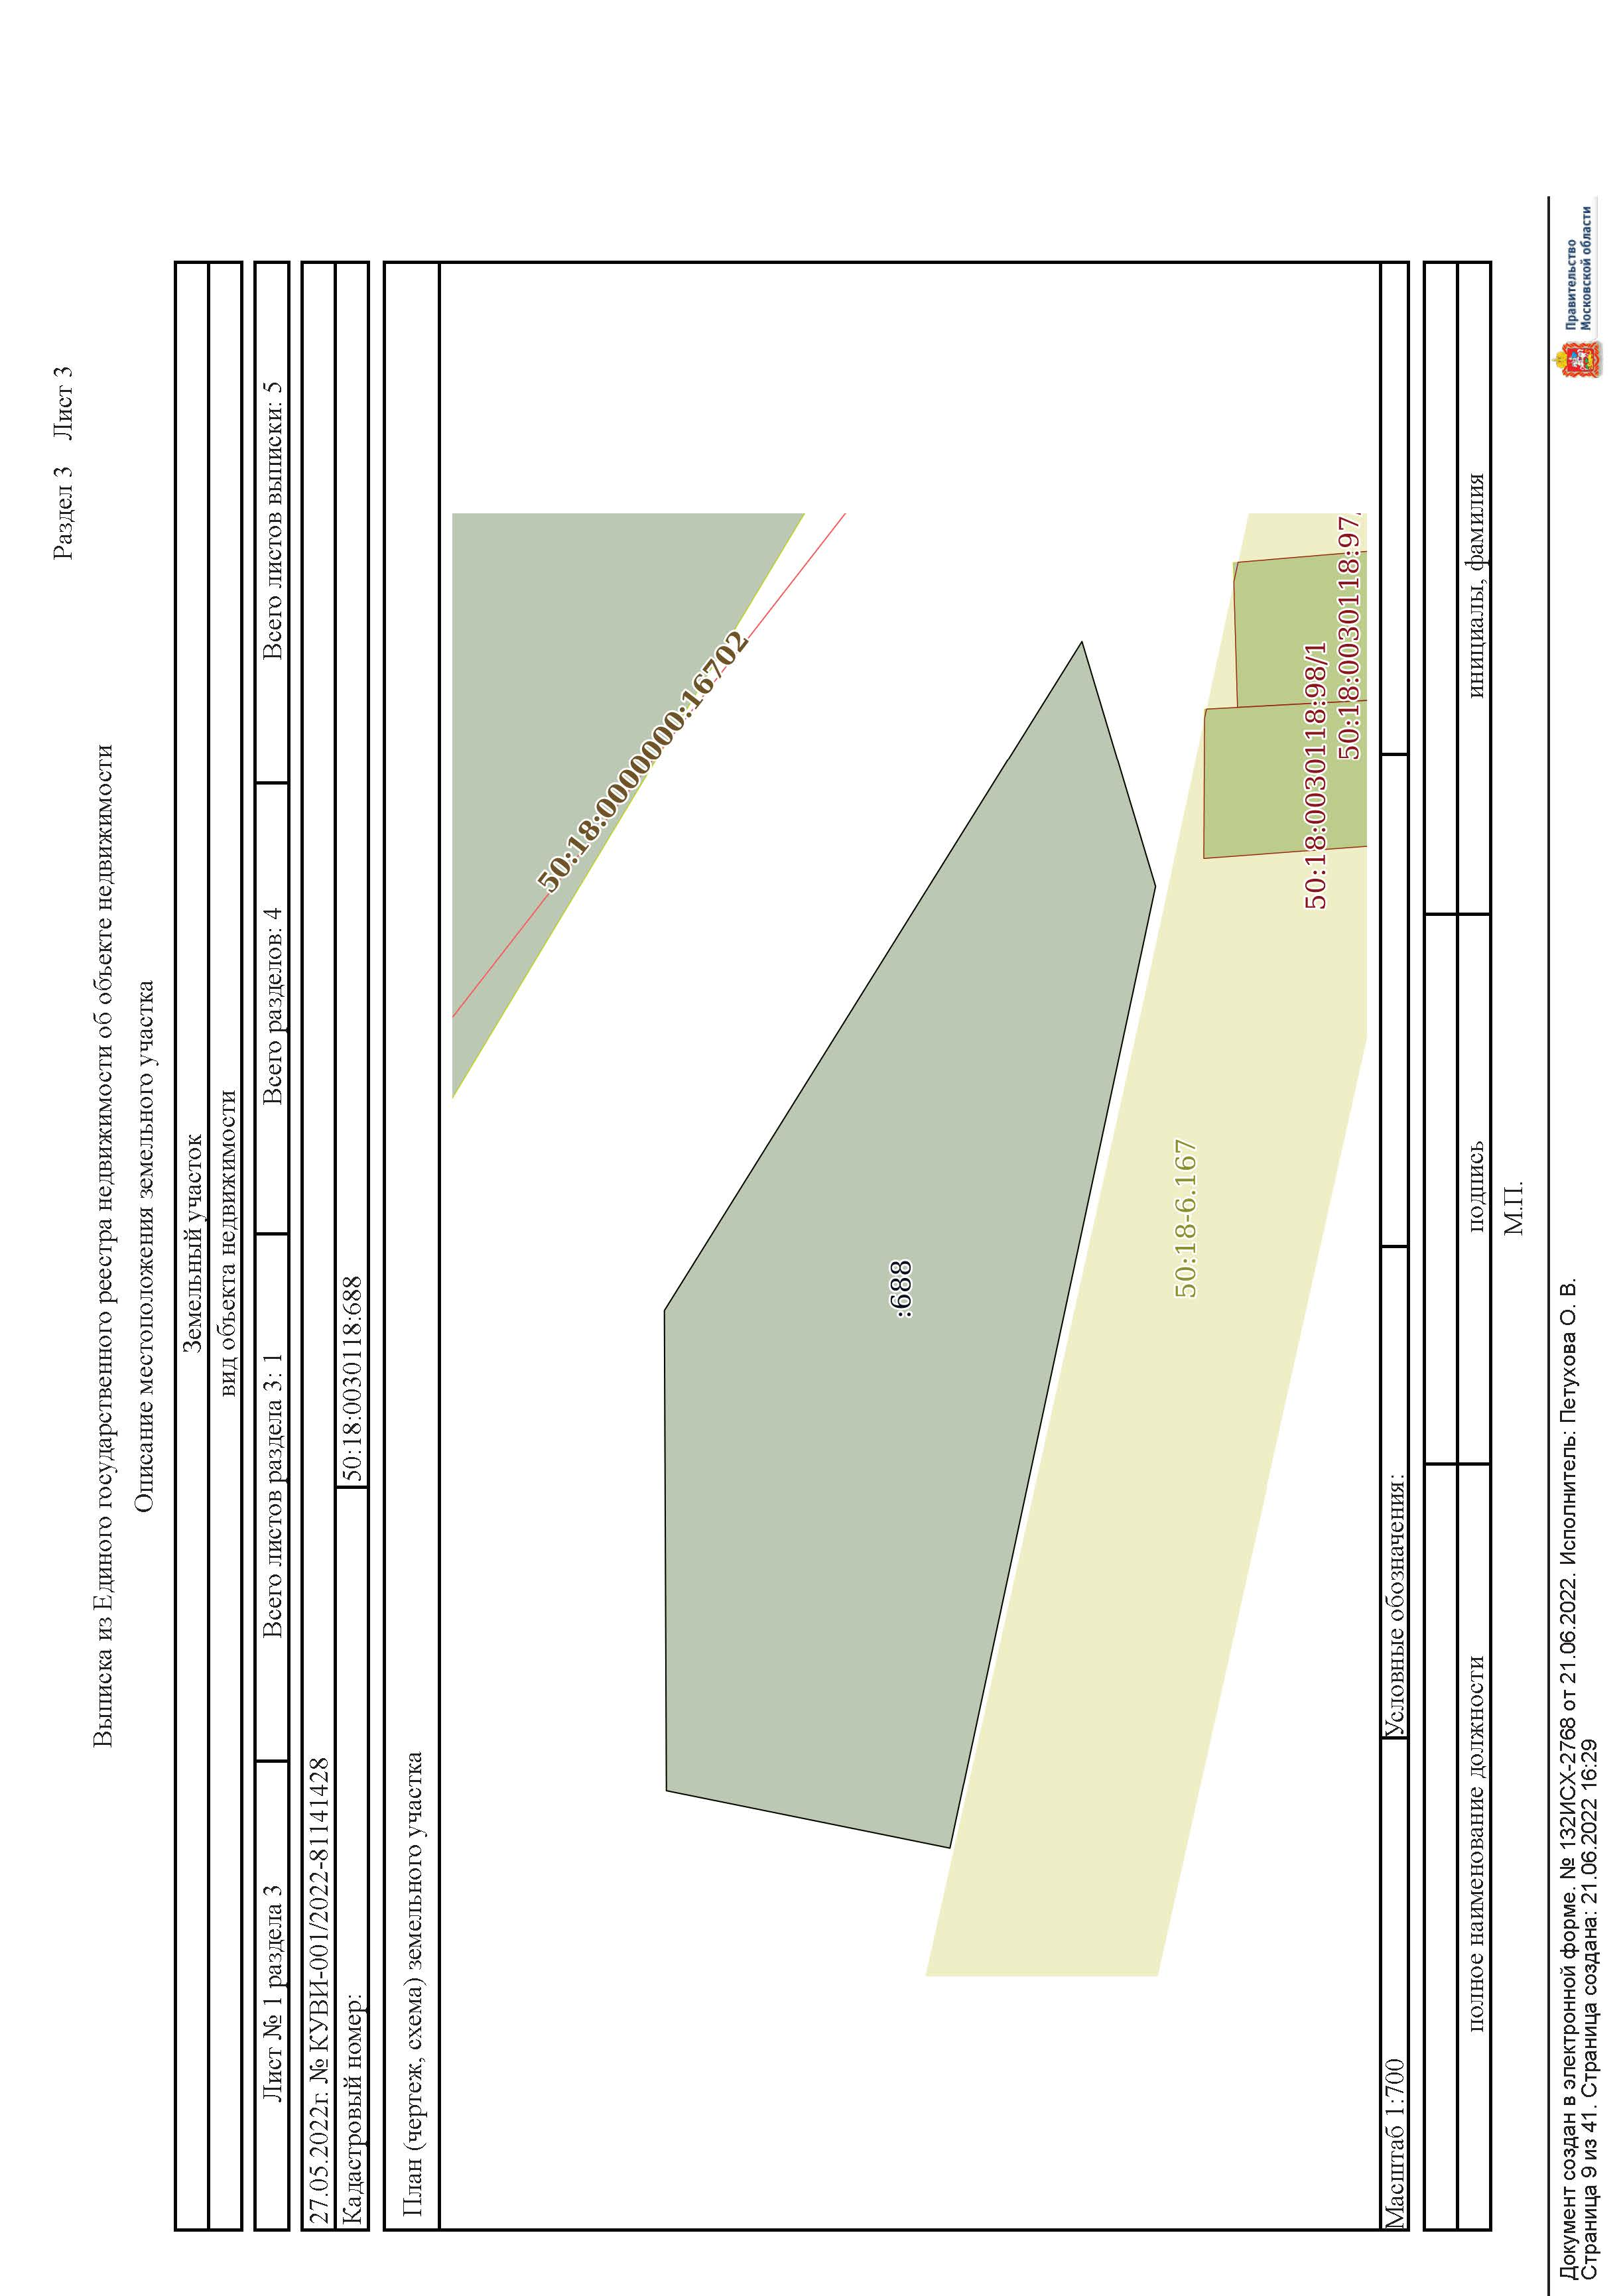 Раздел 3 Лист 3
Выписка из Единого государственного реестра недвижимости об объекте недвижимости
Описание местоположения земельного участка
Земельный участок
вид объекта недвижимости
Лист № 1 раздела 3 Всего листов раздела 3: 1 Всего разделов: 4 Всего листов выписки: 5
27.05.2022г. № КУВИ-001/2022-81141428
Кадастровый номер: 50:18:0030118:688
План (чертеж, схема) земельного участка
50:18:0000000:16702
:688
50:18-6.167
50:18:0030118:98/1
50:18:0030118:97
Масштаб 1:700 Условные обозначения:
полное наименование должности подпись инициалы, фамилия
М.П.
Документ создан в электронной форме. № 132ИСХ-2768 от 21.06.2022. Исполнитель: Петухова О. В.
Страница 9 из 41. Страница создана: 21.06.2022 16:29
Правительство
Московской области